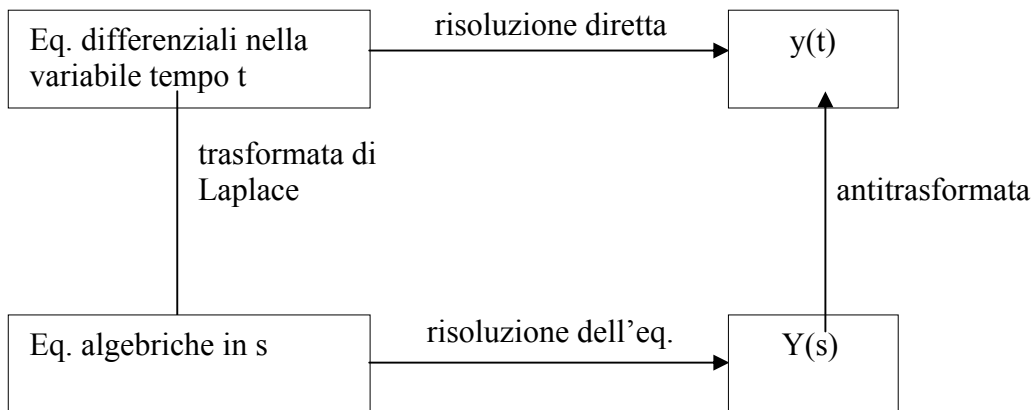 Eq. differenziali nella
variabile tempo t
risoluzione diretta
y(t)
trasformata di
Laplace
antitrasformata
Eq. algebriche in s
risoluzione dell’eq.
Y(s)